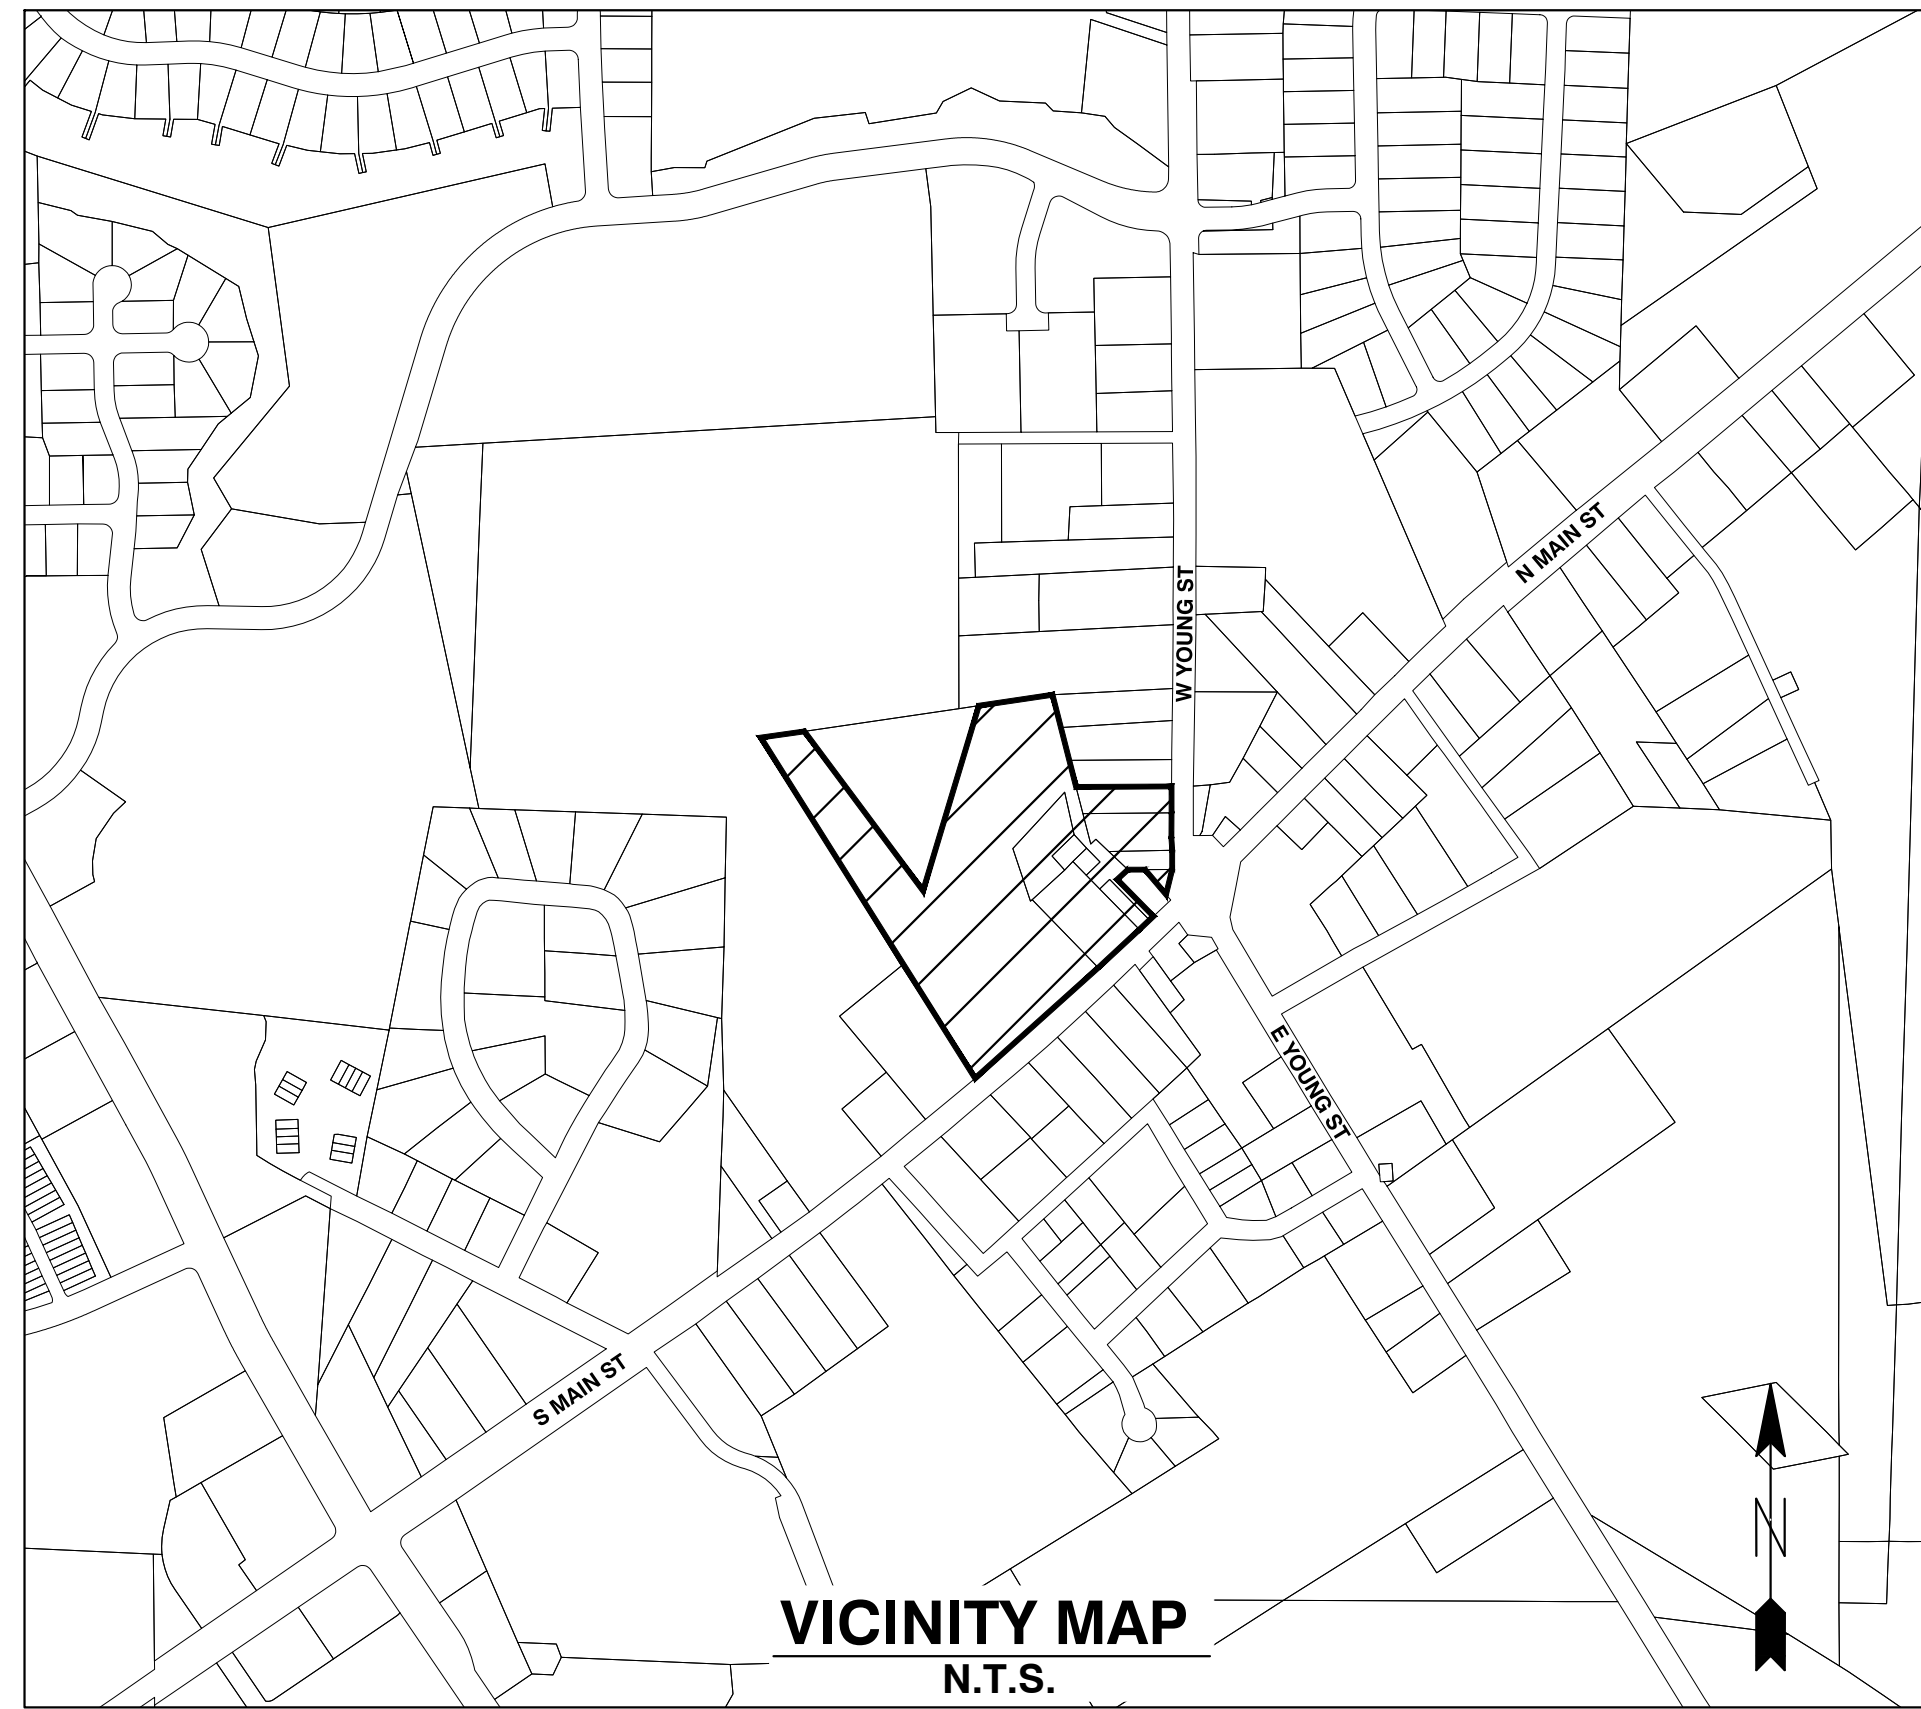 N MAIN ST
W YOUNG ST
E YOUNG ST
S MAIN ST
N
VICINITY MAP
N.T.S.